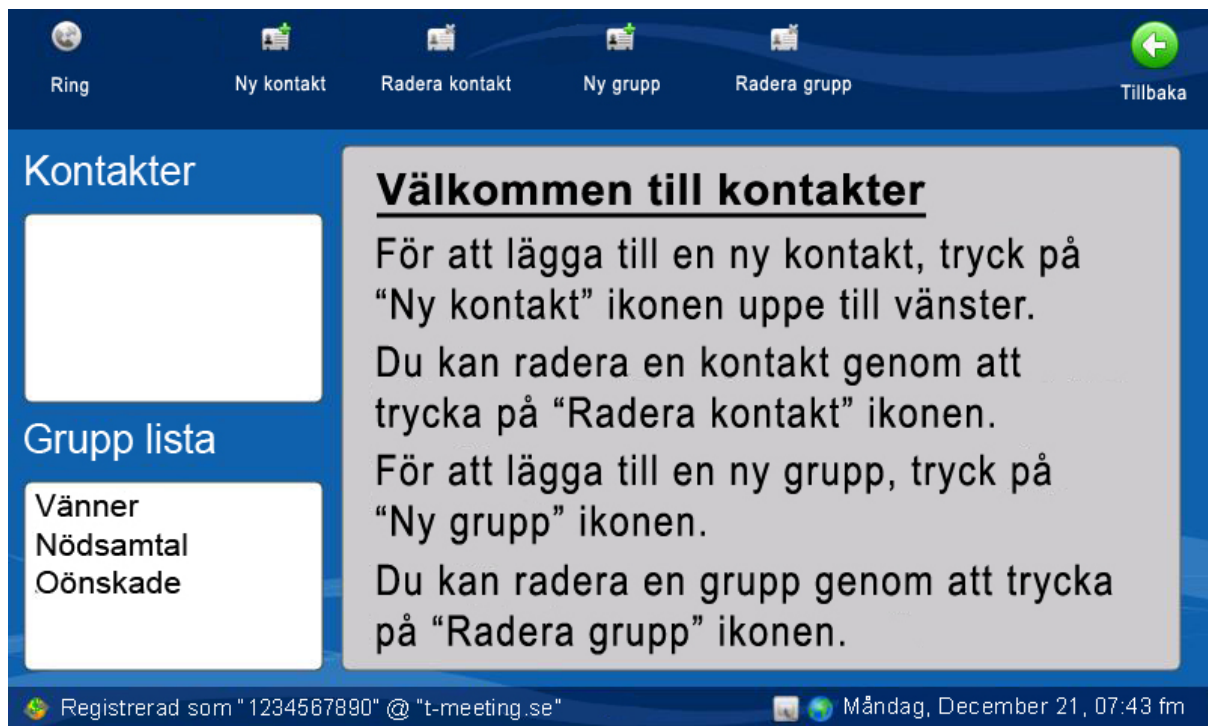 Ring
Ny kontakt
Radera kontakt
Ny grupp
Radera grupp
Tillbaka
Kontakter
Grupp lista
Vänner
Nödsamtal
Oönskade
Välkommen till kontakter
För att lägga till en ny kontakt, tryck på
“Ny kontakt” ikonen uppe till vänster.
Du kan radera en kontakt genom att
trycka på “Radera kontakt” ikonen.
För att lägga till en ny grupp, tryck på
“Ny grupp” ikonen.
Du kan radera en grupp genom att trycka
på “Radera grupp” ikonen.
Registrerad som "1234567890" @ "t-meeting.se"
Måndag, December 21, 07:43 fm